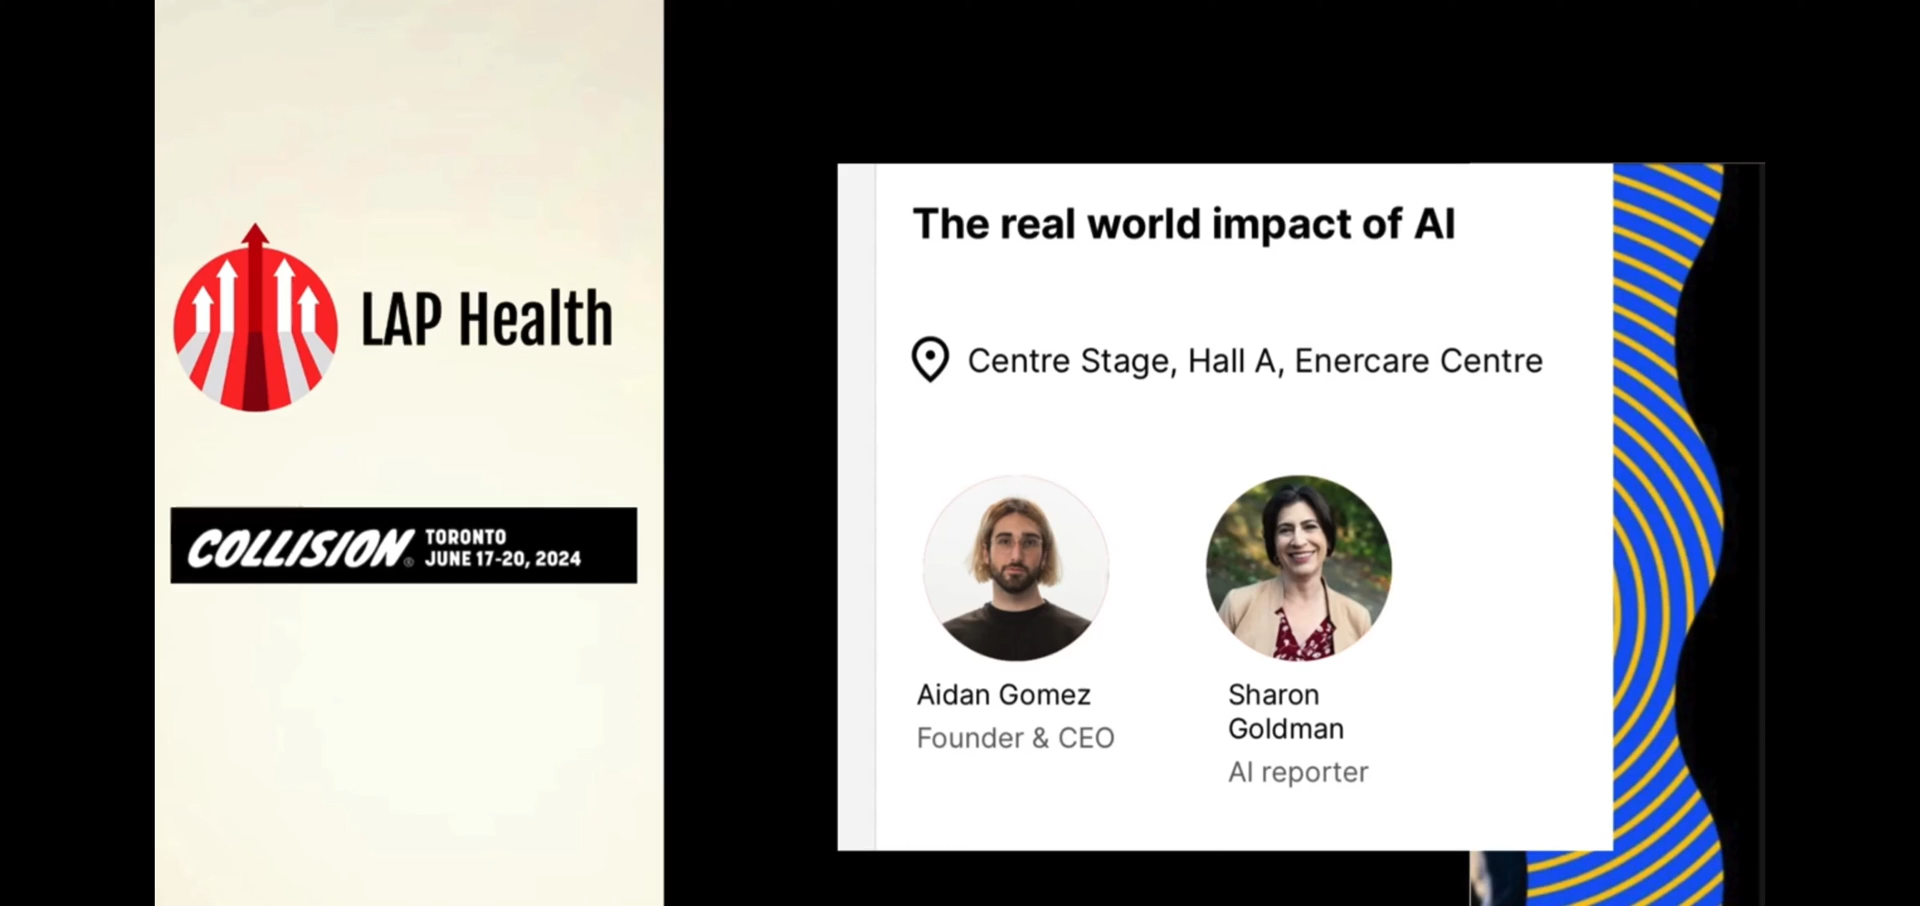 LAP Health
COLLISION®
TORONTO
JUNE 17-20, 2024
The real world impact of AI
Centre Stage, Hall A, Enercare Centre
Aidan Gomez
Founder & CEO
Sharon
Goldman
AI reporter